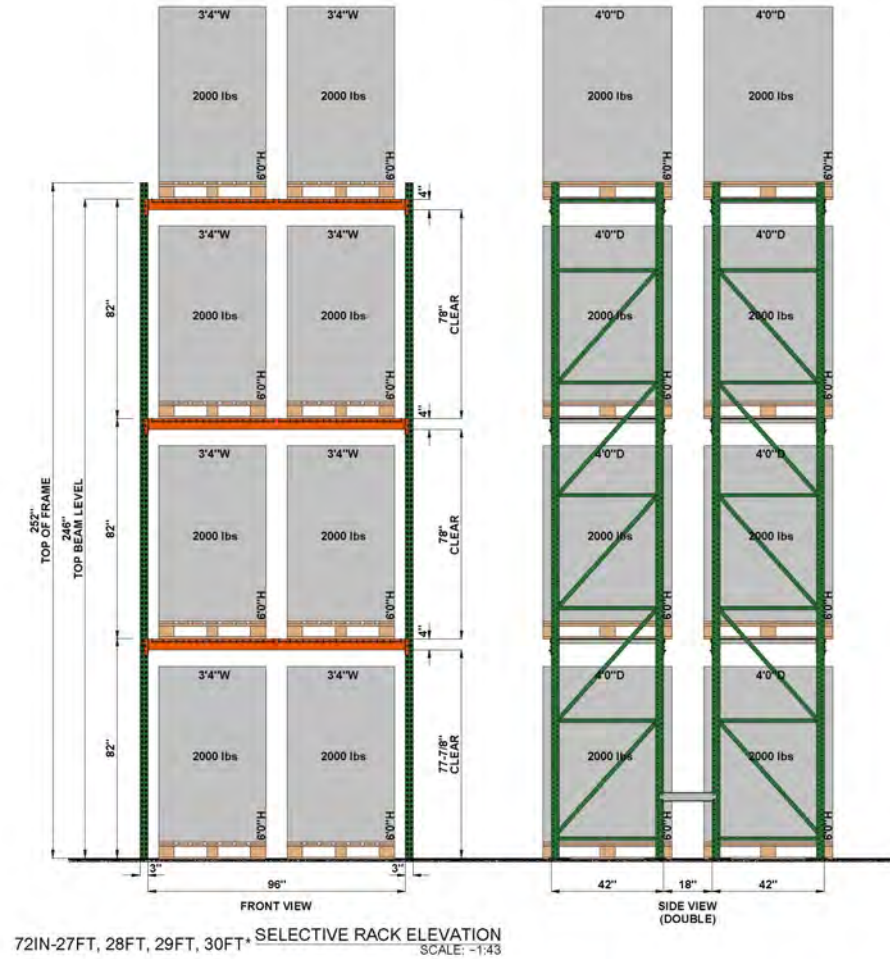 3'4"W 3'4"W 4'0"D 4'0"D
2000 lbs 2000 lbs 2000 lbs 2000 lbs
6'0"H 6'0"H 6'0"H 6'0"H
4"
3'4"W 3'4"W 4'0"D 4'0"D
82"
78"
CLEAR
2000 lbs 2000 lbs 2000 lbs 2000 lbs
6'0"H 6'0"H 6'0"H 6'0"H
4"
3'4"W 3'4"W 4'0"D 4'0"D
252"
TOP OF FRAME
246"
TOP BEAM LEVEL
82"
78"
CLEAR
2000 lbs 2000 lbs 2000 lbs 2000 lbs
6'0"H 6'0"H 6'0"H 6'0"H
4"
3'4"W 3'4"W 4'0"D 4'0"D
82"
77-7/8"
CLEAR
2000 lbs 2000 lbs 2000 lbs 2000 lbs
6'0"H 6'0"H 6'0"H 6'0"H
3" 3"
96" 42" 18" 42"
FRONT VIEW
SIDE VIEW
(DOUBLE)
72IN-27FT, 28FT, 29FT, 30FT* SELECTIVE RACK ELEVATION
SCALE: ~1:43